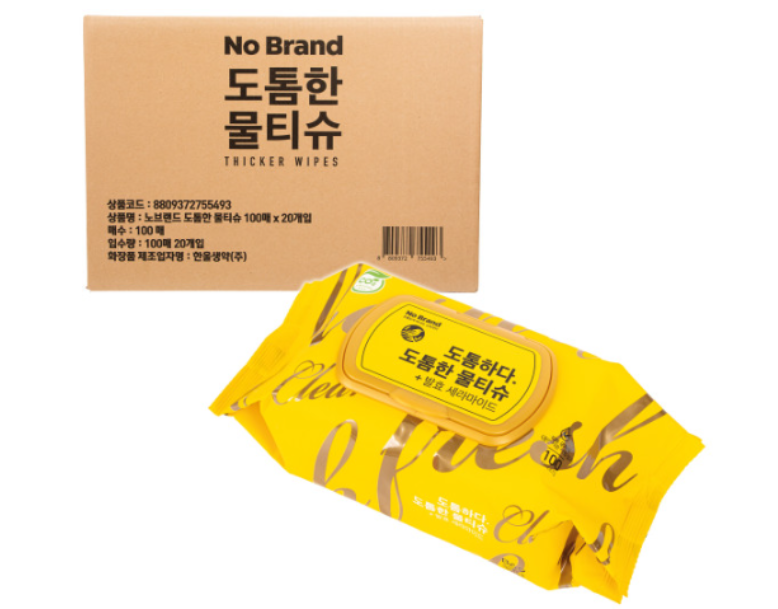 No Brand
도톰한
물티슈
THICKER WIPES
상품코드 : 8809372755493
상품명 : 노브랜드 도톰한 물티슈 100매 x 20개입
매수 : 100 매
입수량 : 100매 20개입
화장품 제조업자명 : 한울생약(주)
No Brand
도톰하다.
도톰한 물티슈
+ 발효 세라마이드
Clean
fresh
100
도톰하다.
도톰한 물티슈